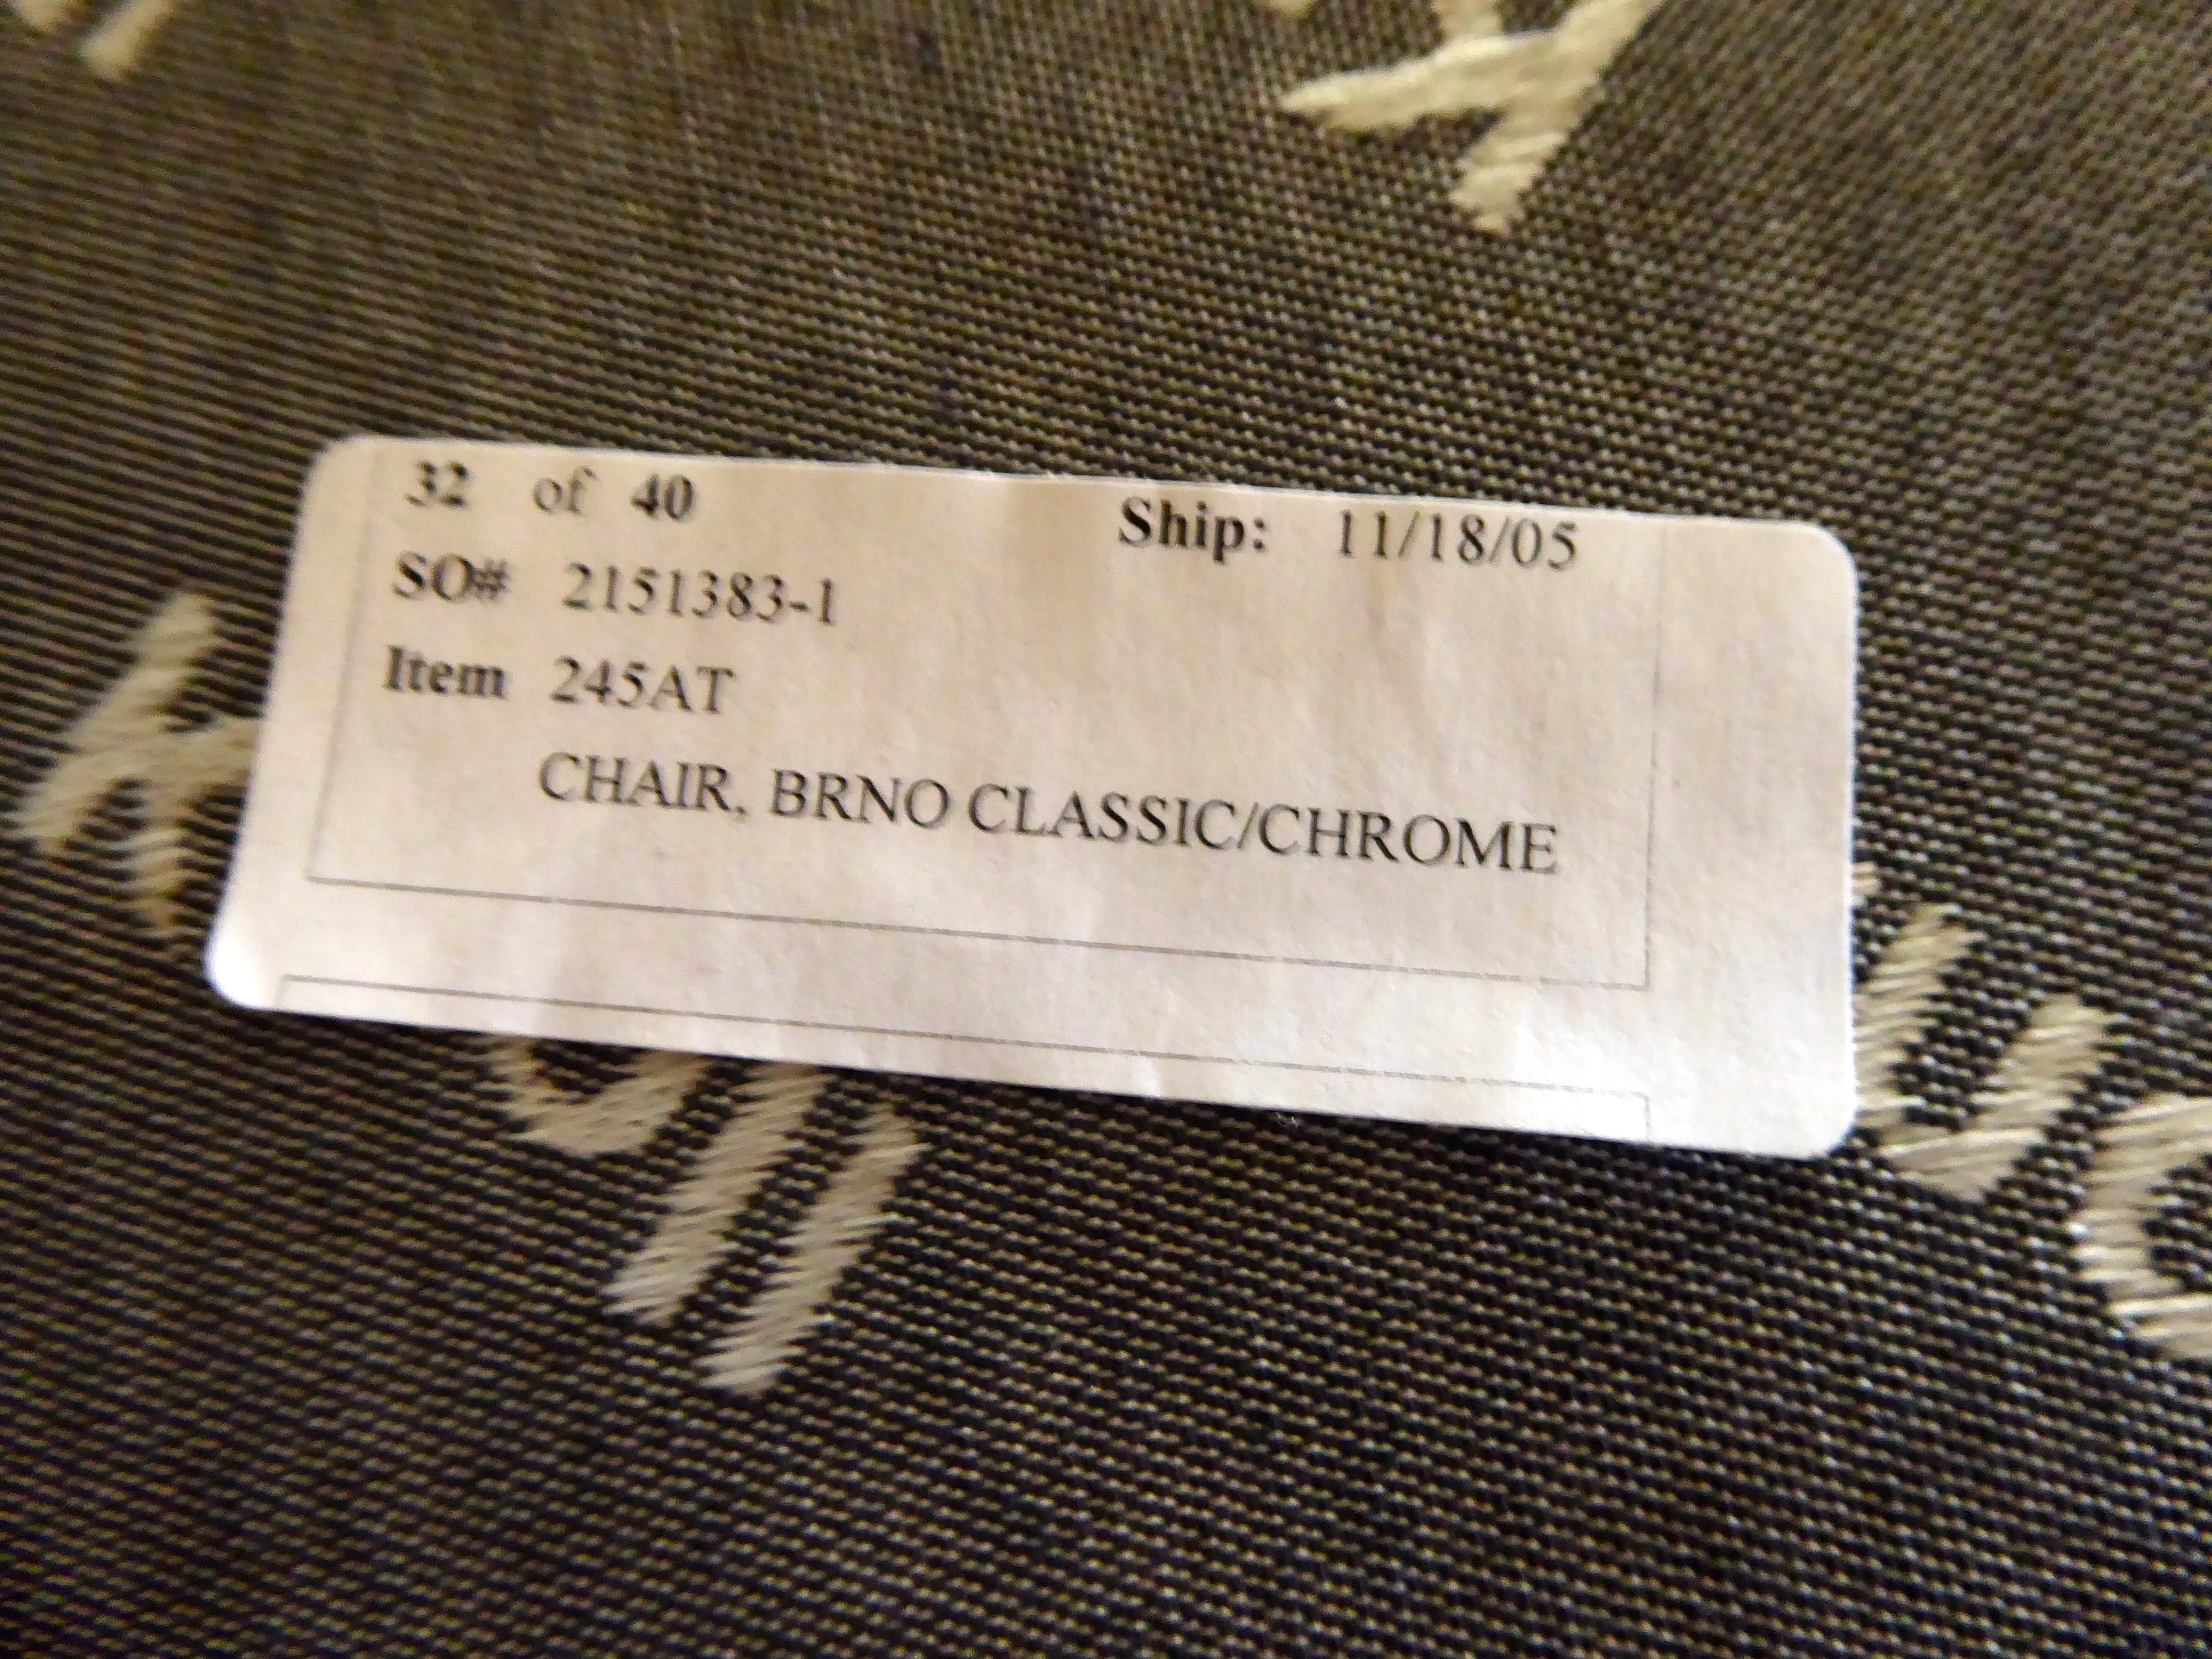 32 of 40 Ship: 11/18/05
SO# 2151383-1
Item 245AT
CHAIR, BRNO CLASSIC/CHROME